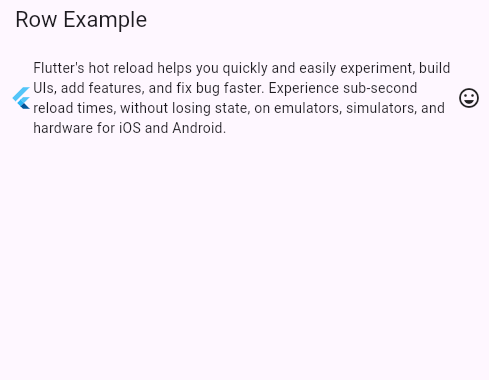 Row Example
Flutter's hot reload helps you quickly and easily experiment, build
UIs, add features, and fix bug faster. Experience sub-second
reload times, without losing state, on emulators, simulators, and
hardware for iOS and Android.